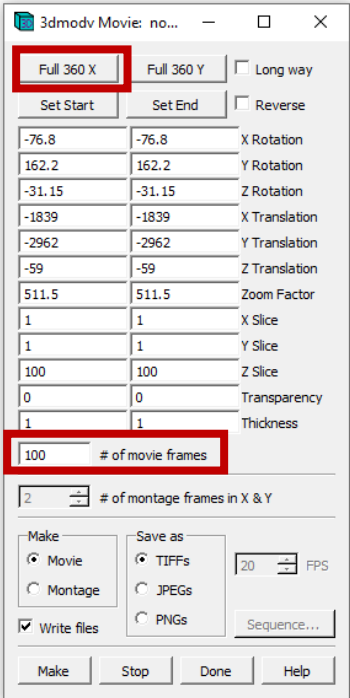 3dmodv Movie: no...
Full 360 X Full 360 Y Long way
Set Start Set End Reverse
-76.8 -76.8 X Rotation
162.2 162.2 Y Rotation
-31.15 -31.15 Z Rotation
-1839 -1839 X Translation
-2962 -2962 Y Translation
-59 -59 Z Translation
511.5 511.5 Zoom Factor
1 1 X Slice
1 1 Y Slice
100 100 Z Slice
0 0 Transparency
1 1 Thickness
100 # of movie frames
2 # of montage frames in X & Y
Make Save as
Movie TIFFs 20 FPS
Montage JPEGs
Write files PNGs Sequence...
Make Stop Done Help